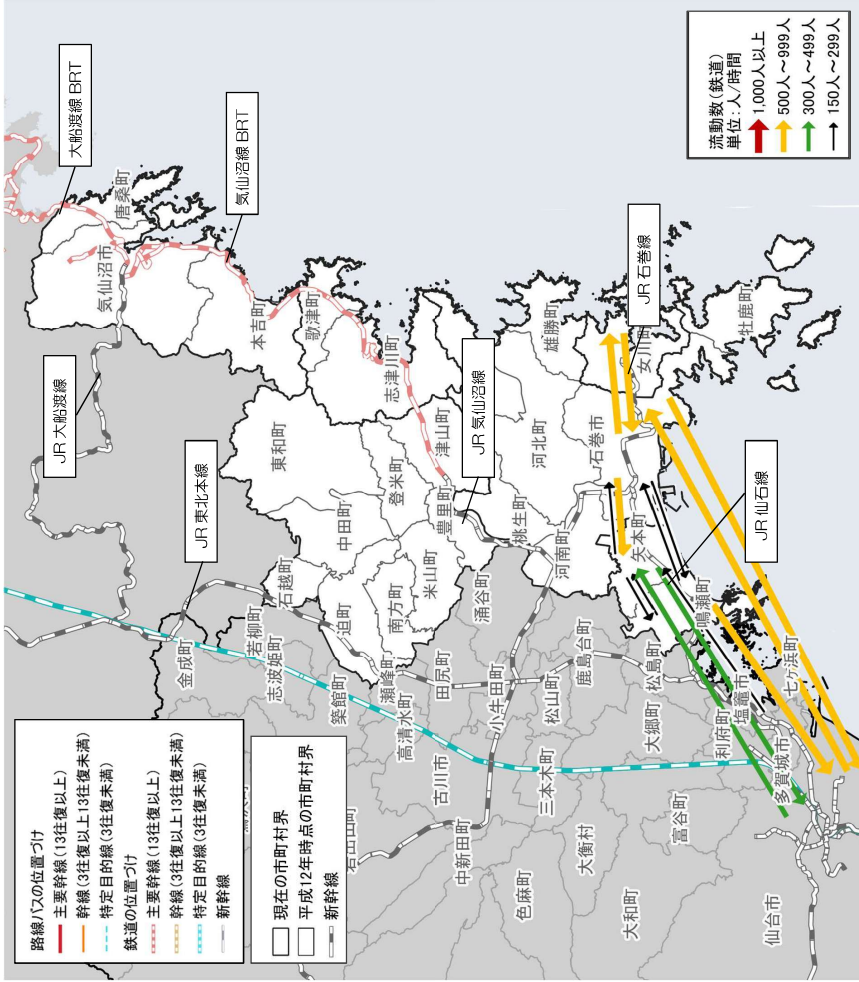 路線バスの位置づけ
主要幹線(13往復以上)
幹線(3往復以上13往復未満)
特定目的線(3往復未満)
鉄道の位置づけ
主要幹線(13往復以上)
幹線(3往復以上13往復未満)
特定目的線(3往復未満)
新幹線
現在の市町村界
平成12年時点の市町村界
新幹線
流動数(鉄道)
単位:人/時間
1,000人以上
500人~999人
300人~499人
150人~299人
大船渡線 BRT
気仙沼線 BRT
JR 大船渡線
JR 東北本線
JR 気仙沼線
JR 石巻線
JR 仙石線
唐桑町
気仙沼市
本吉町
歌津町
志津川町
東和町
中田町
登米町
津山町
豊里町
石越町
迫町
南方町
米山町
桃生町
河北町
雄勝町
石巻市
女川町
牡鹿町
河南町
矢本町
鳴瀬町
涌谷町
金成町
若柳町
志波姫町
築館町
瀬峰町
高清水町
田尻町
古川市
小牛田町
松山町
鹿島台町
三本木町
中新田町
大郷町
松島町
利府町
塩竈市
七ヶ浜町
多賀城市
色麻町
大衡村
大和町
富谷町
仙台市